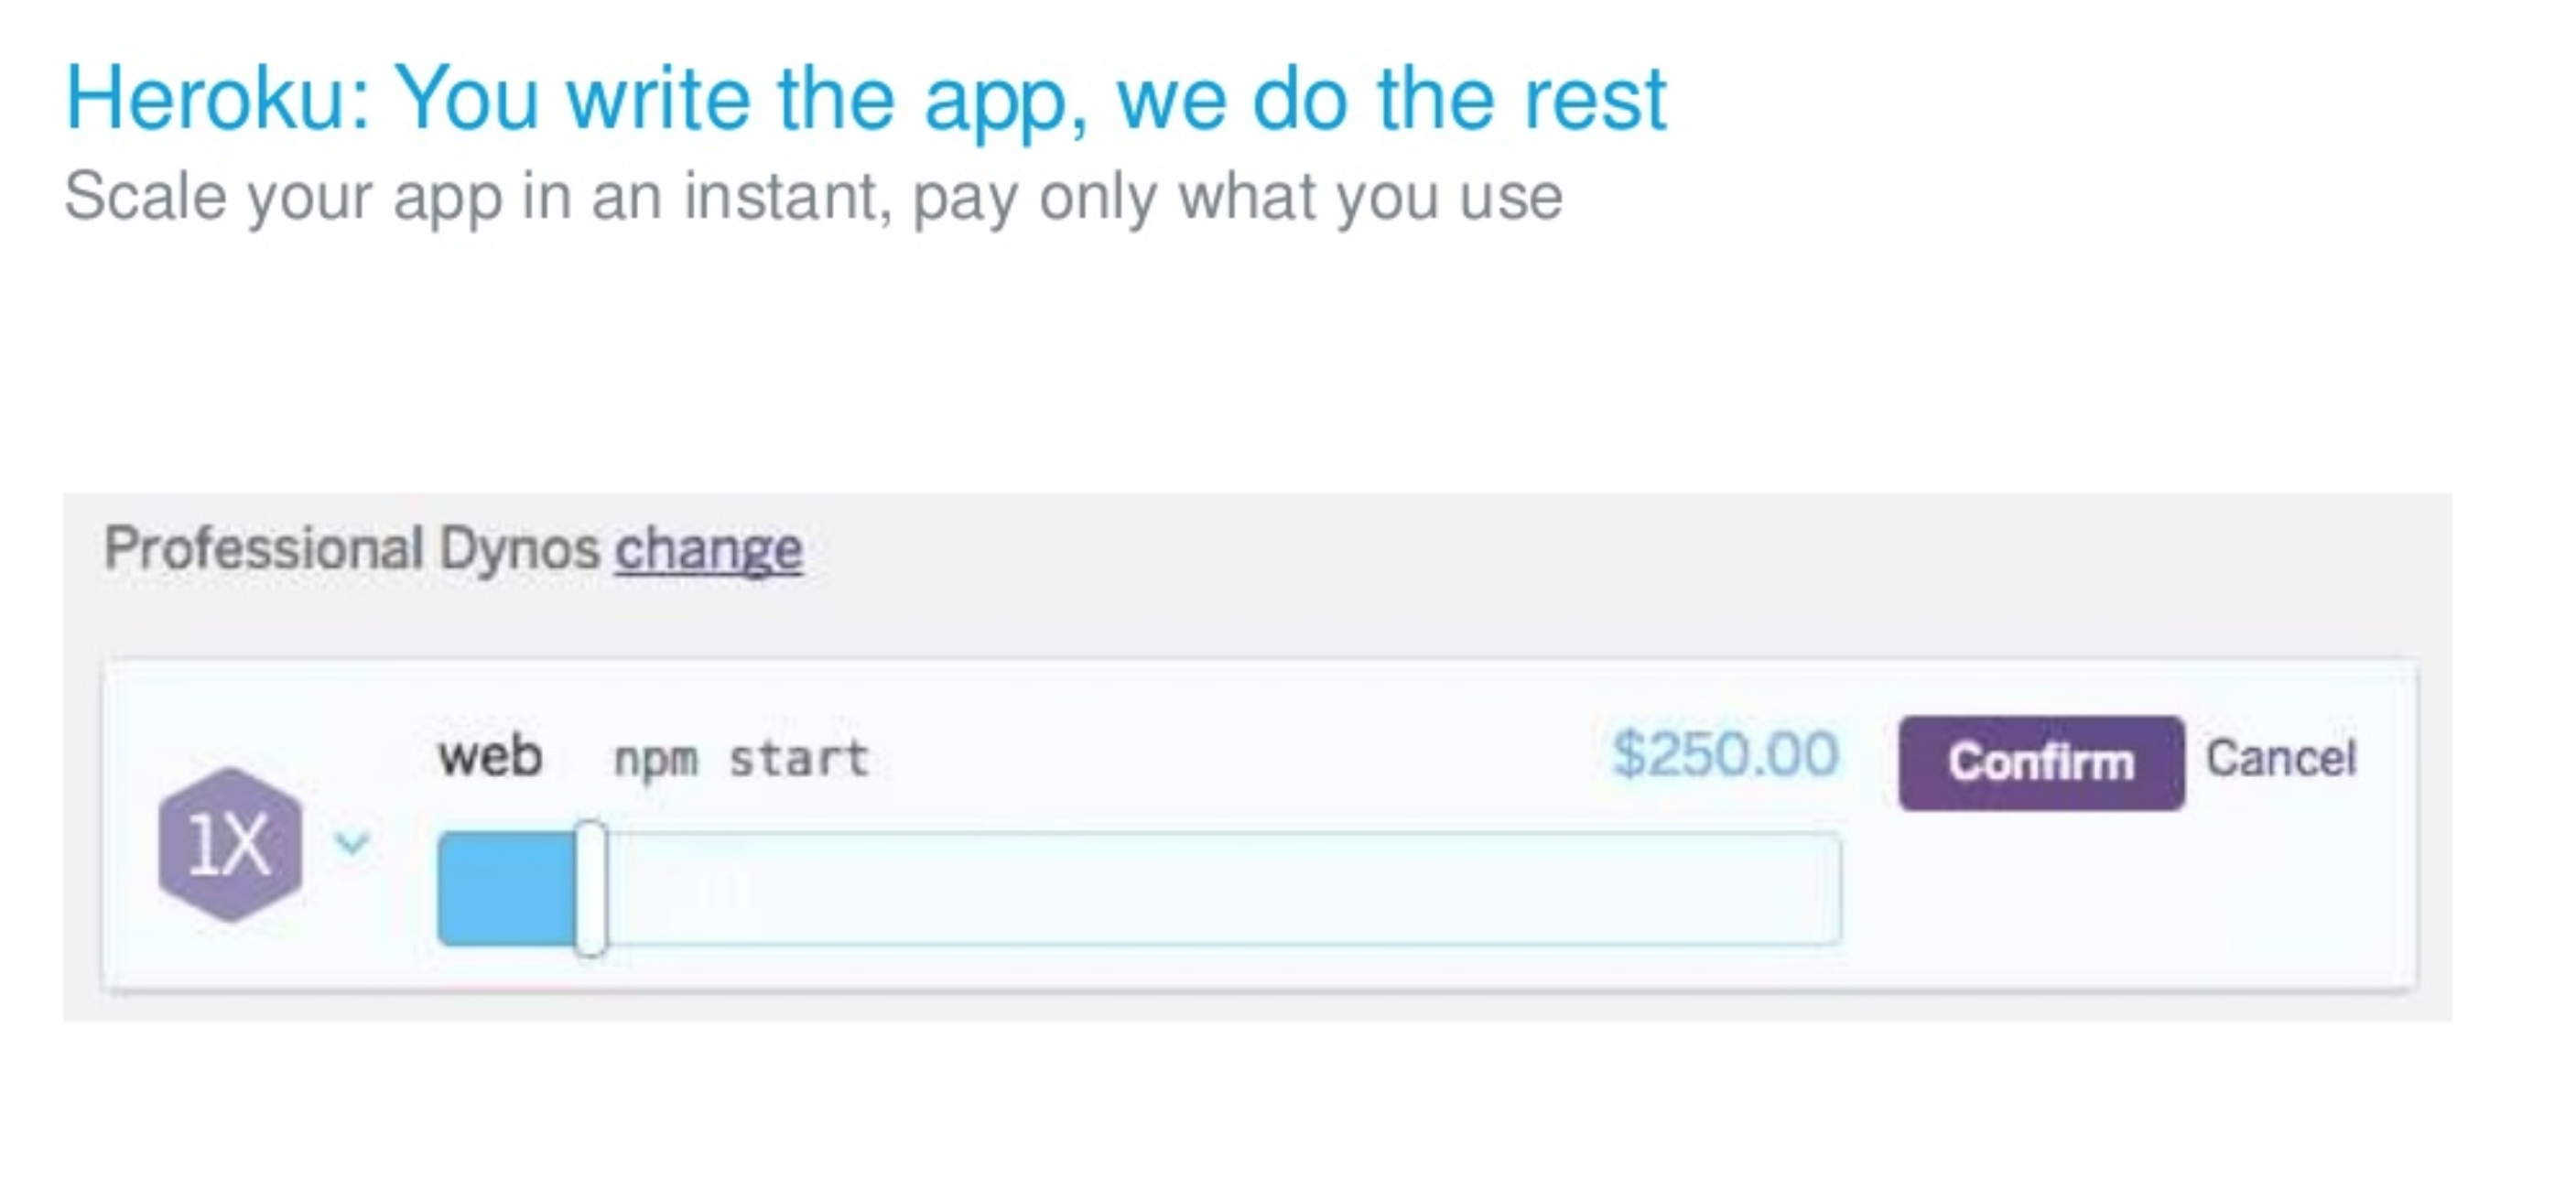 Heroku: You write the app, we do the rest
Scale your app in an instant, pay only what you use
Professional Dynos change
web npm start $250.00 Confirm Cancel
1X